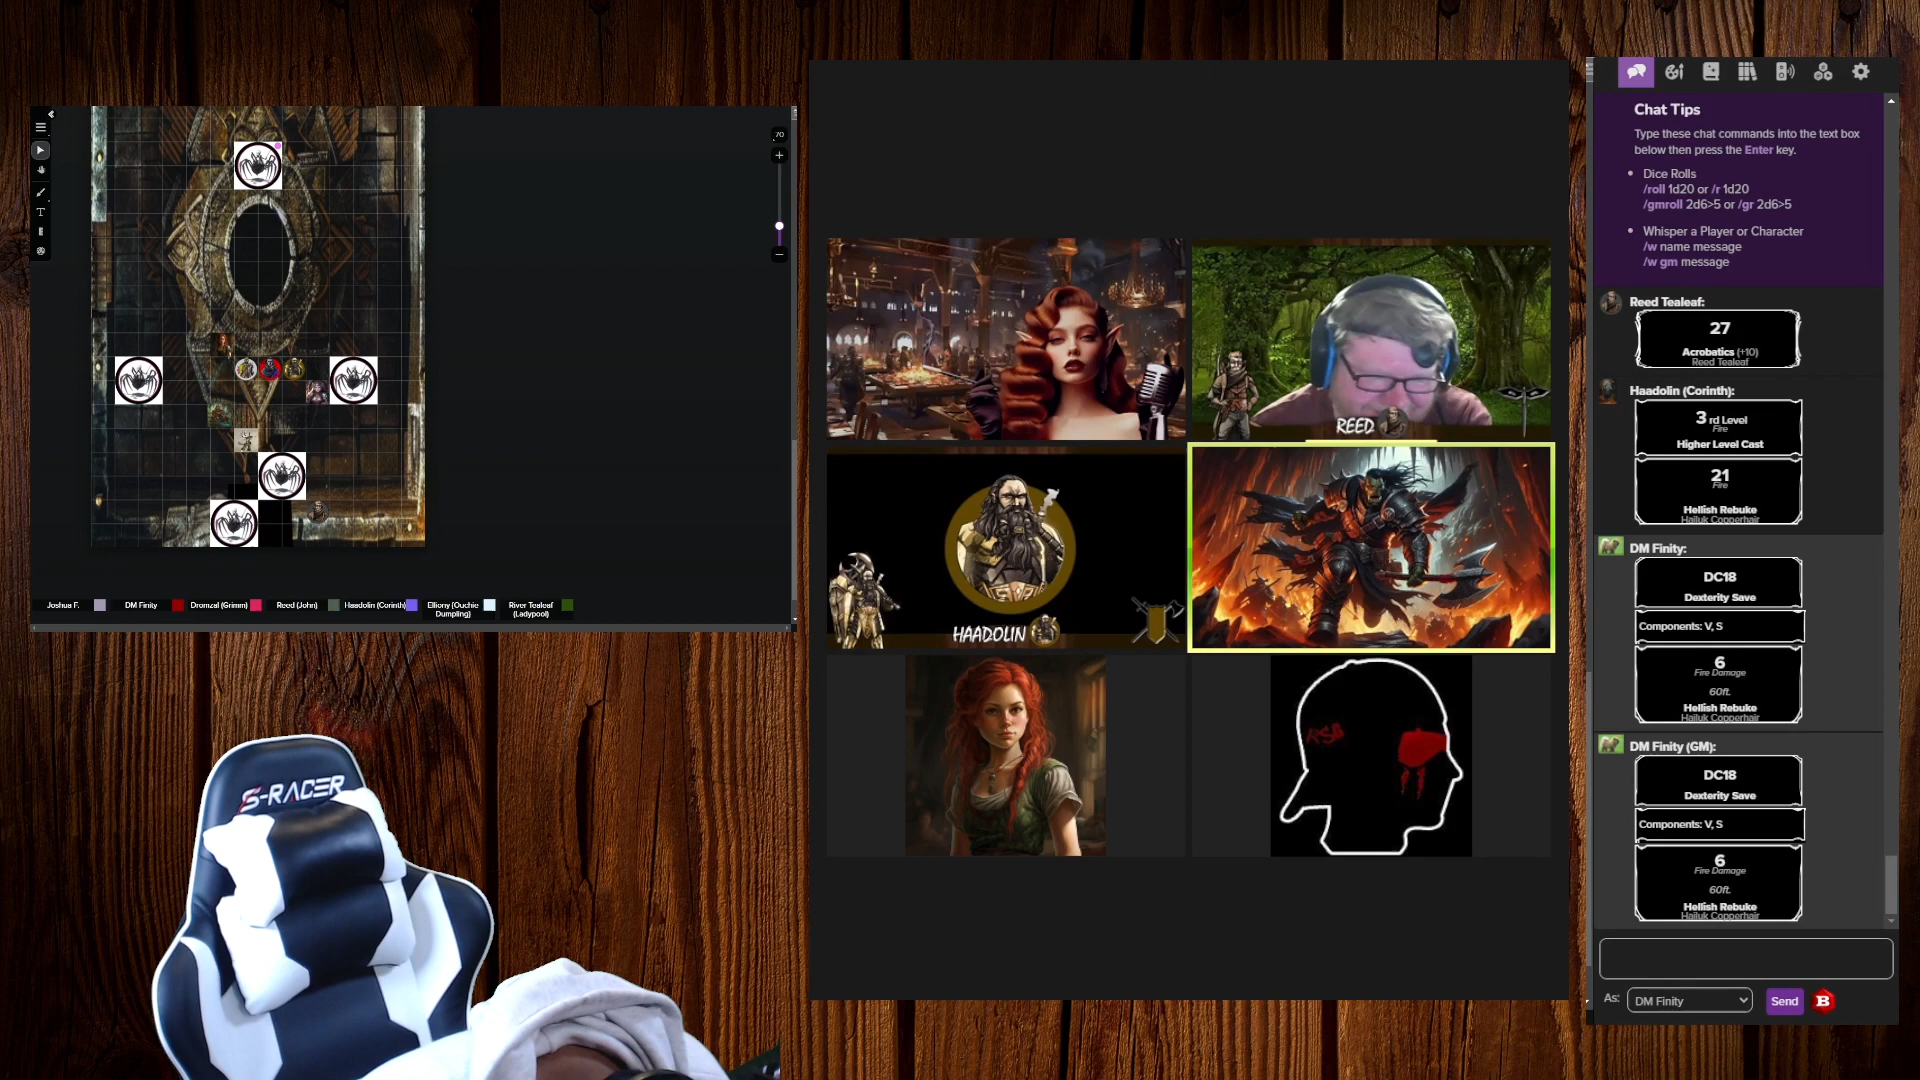 70
Joshua F.
DM Finity
Dromzal (Grimm)
Reed (John)
Haadolin (Corinth)
Elliony (Ouchie
Dumpling)
River Tealeaf
(Ladypool)
S-RACER
REED
HAADOLIN
RSB
Chat Tips
Type these chat commands into the text box
below then press the Enter key.
Dice Rolls
/roll 1d20 or /r 1d20
/gmroll 2d6>5 or /gr 2d6>5
Whisper a Player or Character
/w name message
/w gm message
Reed Tealeaf:
27
Acrobatics (+10)
Reed Tealeaf
Haadolin (Corinth):
3 rd Level
Fire
Higher Level Cast
21
Fire
Hellish Rebuke
Hailuk Copperhair
DM Finity:
DC18
Dexterity Save
Components: V, S
6
Fire Damage
60ft.
Hellish Rebuke
Hailuk Copperhair
DM Finity (GM):
DC18
Dexterity Save
Components: V, S
6
Fire Damage
60ft.
Hellish Rebuke
Hailuk Copperhair
As:
DM Finity
Send
B